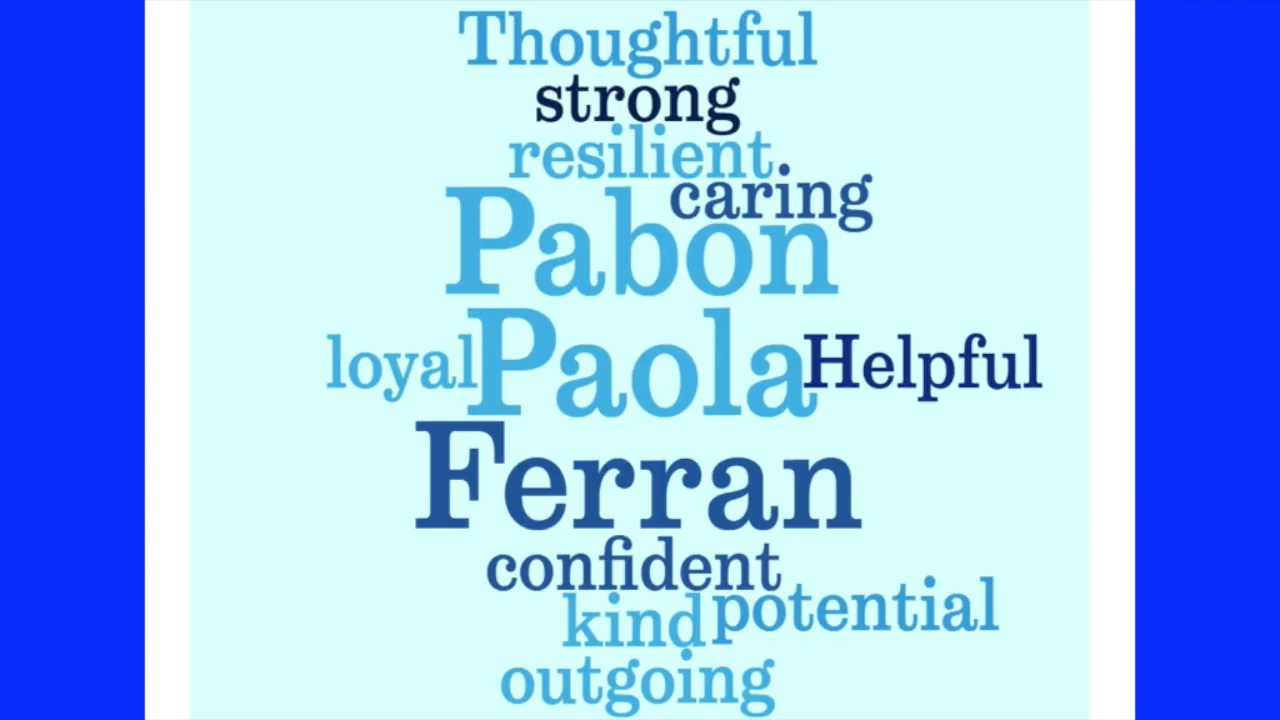 Thoughtful
strong
resilient
caring
Pabon
loyal Paola Helpful
Ferran
confident
kind potential
outgoing